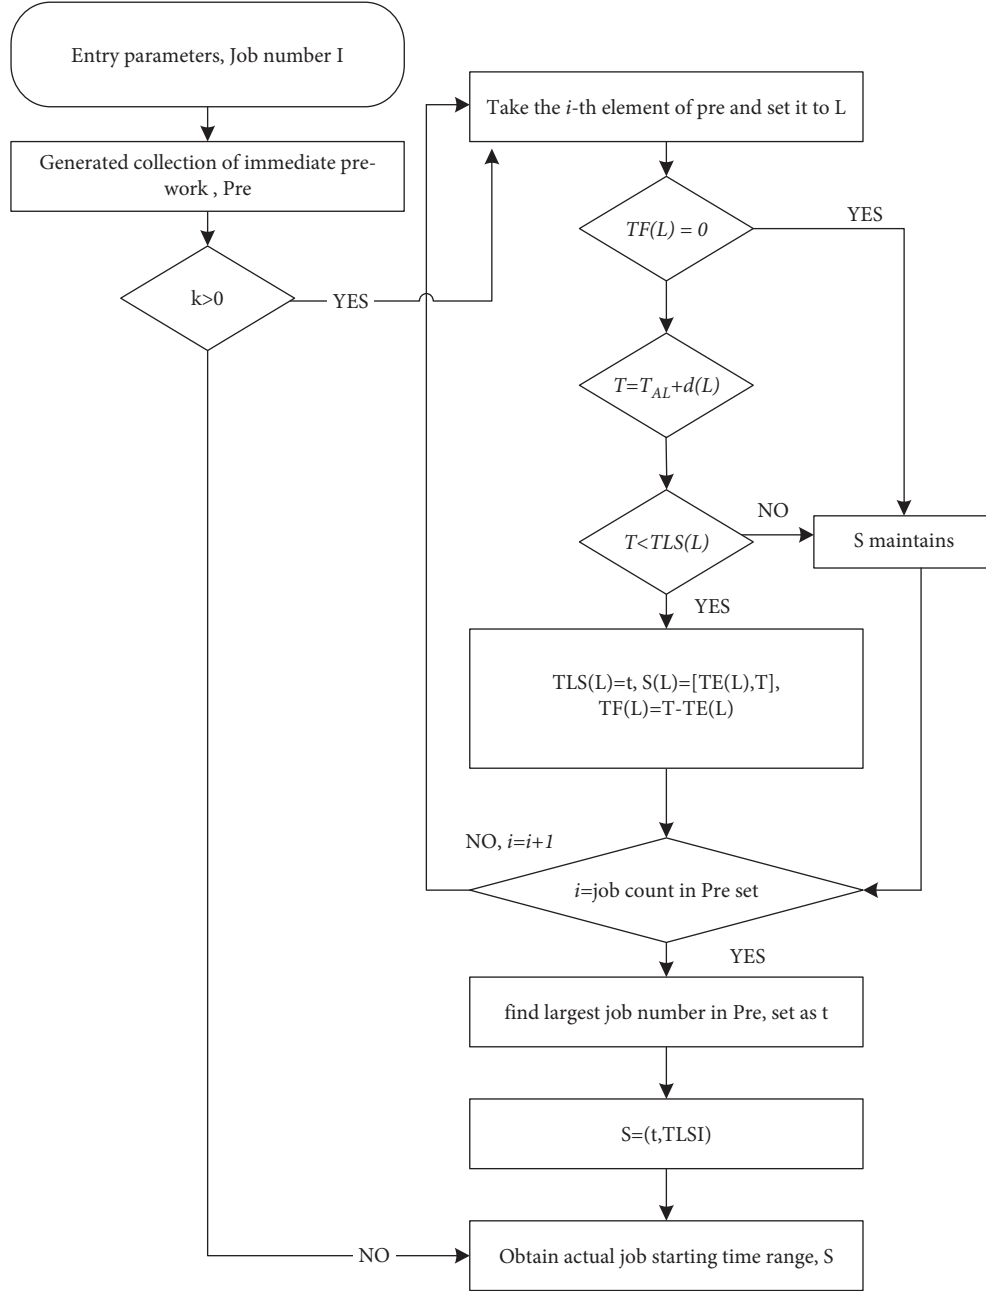 Entry parameters, Job number I
Generated collection of immediate pre-
work , Pre
k>0
YES
Take the i-th element of pre and set it to L
TF(L) = 0
YES
T=T_{AL}+d(L)
T<TLS(L)
NO
S maintains
YES
TLS(L)=t, S(L)=[TE(L),T],
TF(L)=T-TE(L)
NO, i=i+1
i=job count in Pre set
YES
find largest job number in Pre, set as t
S=(t,TLSI)
NO
Obtain actual job starting time range, S